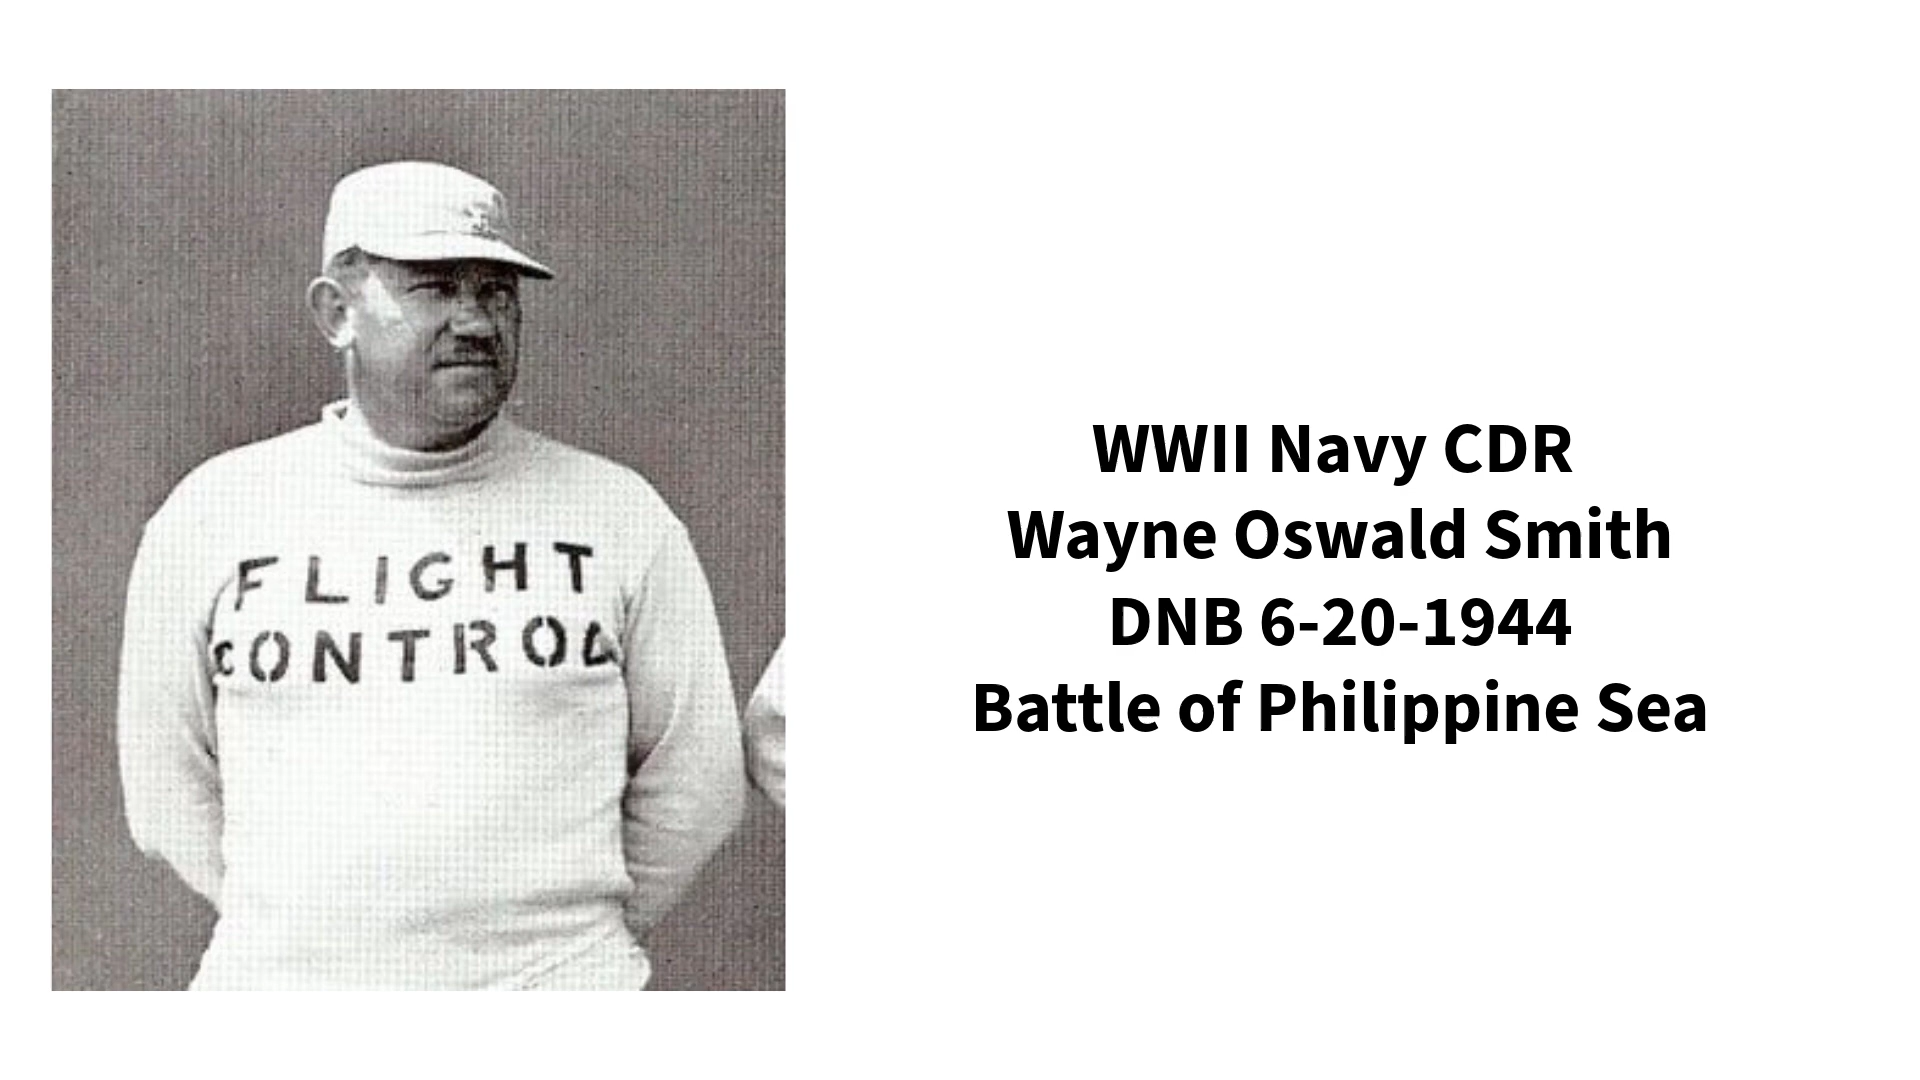 FLIGHT
CONTROL
WWII Navy CDR
Wayne Oswald Smith
DNB 6-20-1944
Battle of Philippine Sea